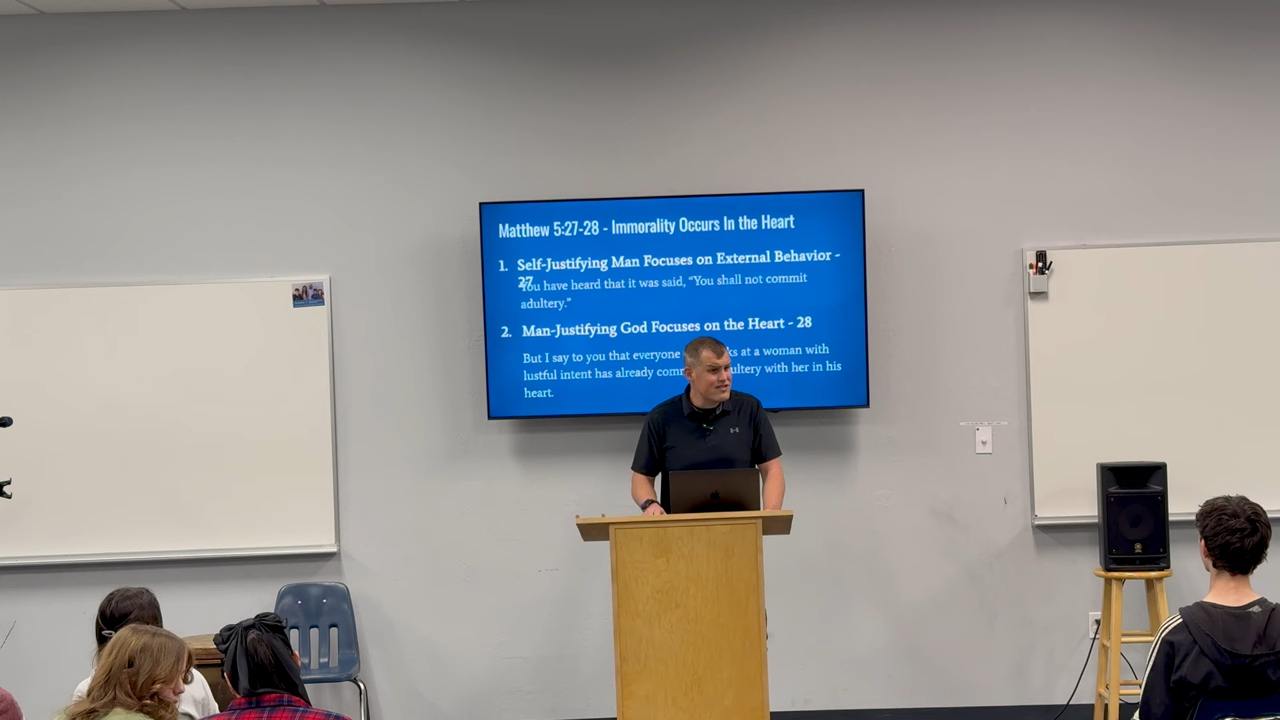 Matthew 5:27-28 - Immorality Occurs In the Heart
1. Self-Justifying Man Focuses on External Behavior -
27
You have heard that it was said, “You shall not commit
adultery.”
2. Man-Justifying God Focuses on the Heart - 28
But I say to you that everyone at a woman with
lustful intent has already with her in his
heart.